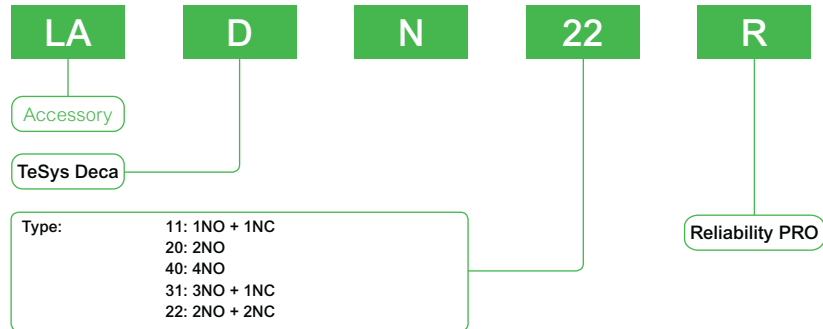 LA D N 22 R
Accessory
TeSys Deca
Type: 11: 1NO + 1NC
20: 2NO
40: 4NO
31: 3NO + 1NC
22: 2NO + 2NC
Reliability PRO